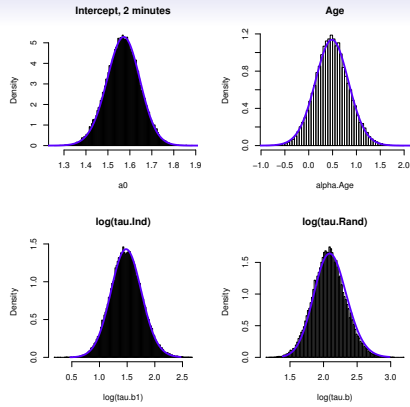 Intercept, 2 minutes
Density
0 1 2 3 4 5
1.3 1.4 1.5 1.6 1.7 1.8 1.9
a0
Age
Density
0.0 0.4 0.8 1.2
−1.0 −0.5 0.0 0.5 1.0 1.5 2.0
alpha.Age
log(tau.Ind)
Density
0.0 0.5 1.0 1.5
0.5 1.0 1.5 2.0 2.5
log(tau.b1)
log(tau.Rand)
Density
0.0 0.5 1.0 1.5
1.5 2.0 2.5 3.0
log(tau.b)